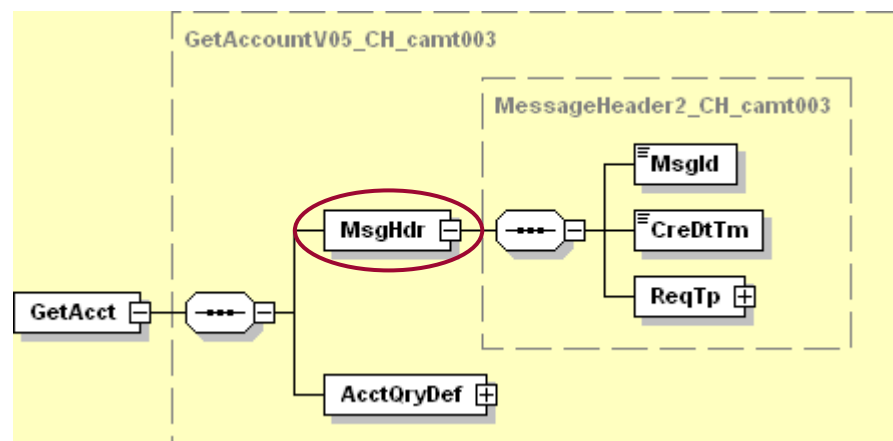 GetAccountV05_CH_camt003
MessageHeader2_CH_camt003
MsgId
MsgHdr
CreDtTm
ReqTp
GetAcct
AcctQryDef